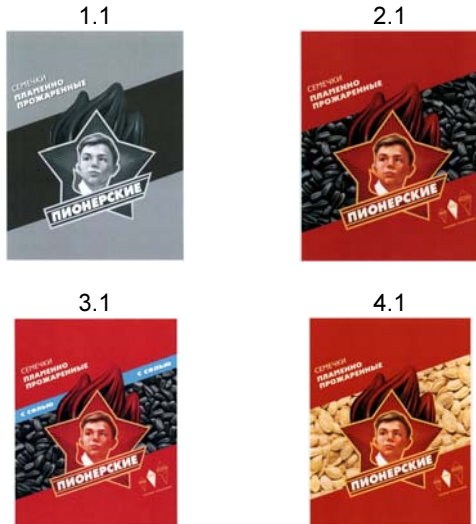 1.1
СЕМЕЧКИ
ПЛАМЕННО
ПРОЖАРЕННЫЕ
ПИОНЕРСКИЕ
2.1
СЕМЕЧКИ
ПЛАМЕННО
ПРОЖАРЕННЫЕ
ПИОНЕРСКИЕ
3.1
СЕМЕЧКИ
ПЛАМЕННО
ПРОЖАРЕННЫЕ
с солью
с солью
ПИОНЕРСКИЕ
4.1
СЕМЕЧКИ
ПЛАМЕННО
ПРОЖАРЕННЫЕ
ПИОНЕРСКИЕ